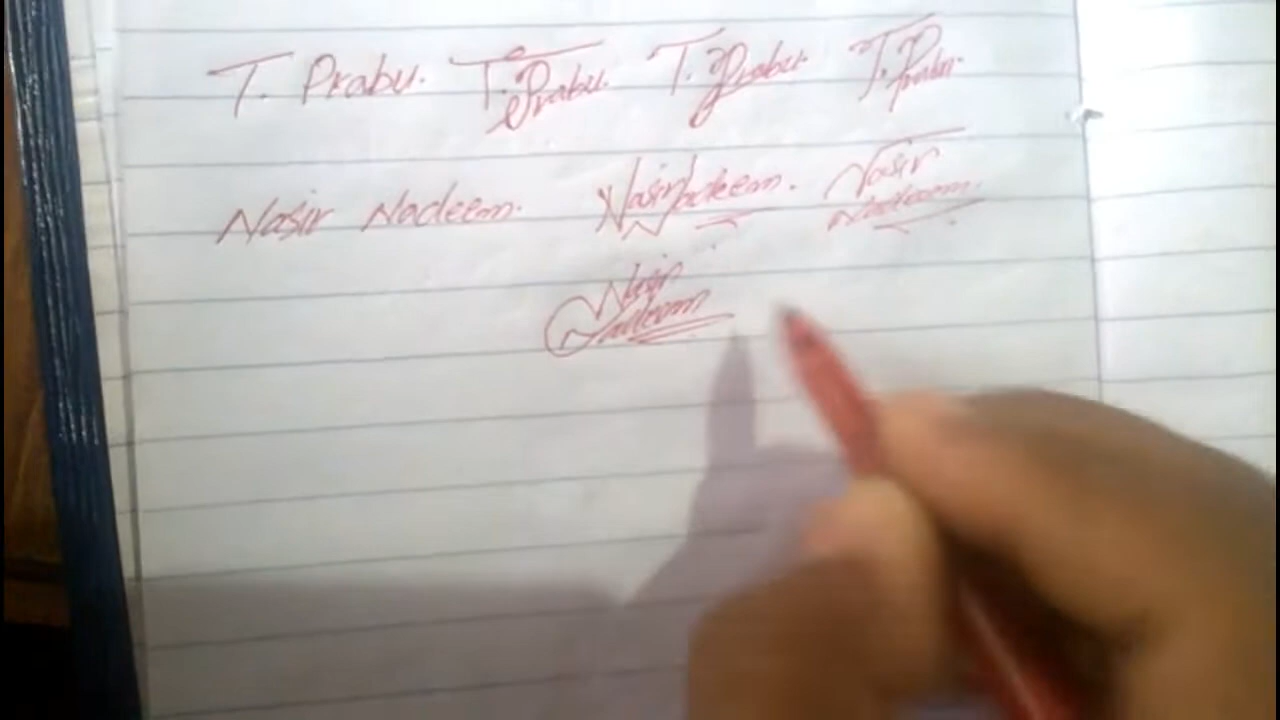 T. Prabu. T. Prabu. T. Prabu. T. Prabu.
Nasir Nadeem. Nasir Nadeem. Nasir Nadeem.
Nasir Nadeem